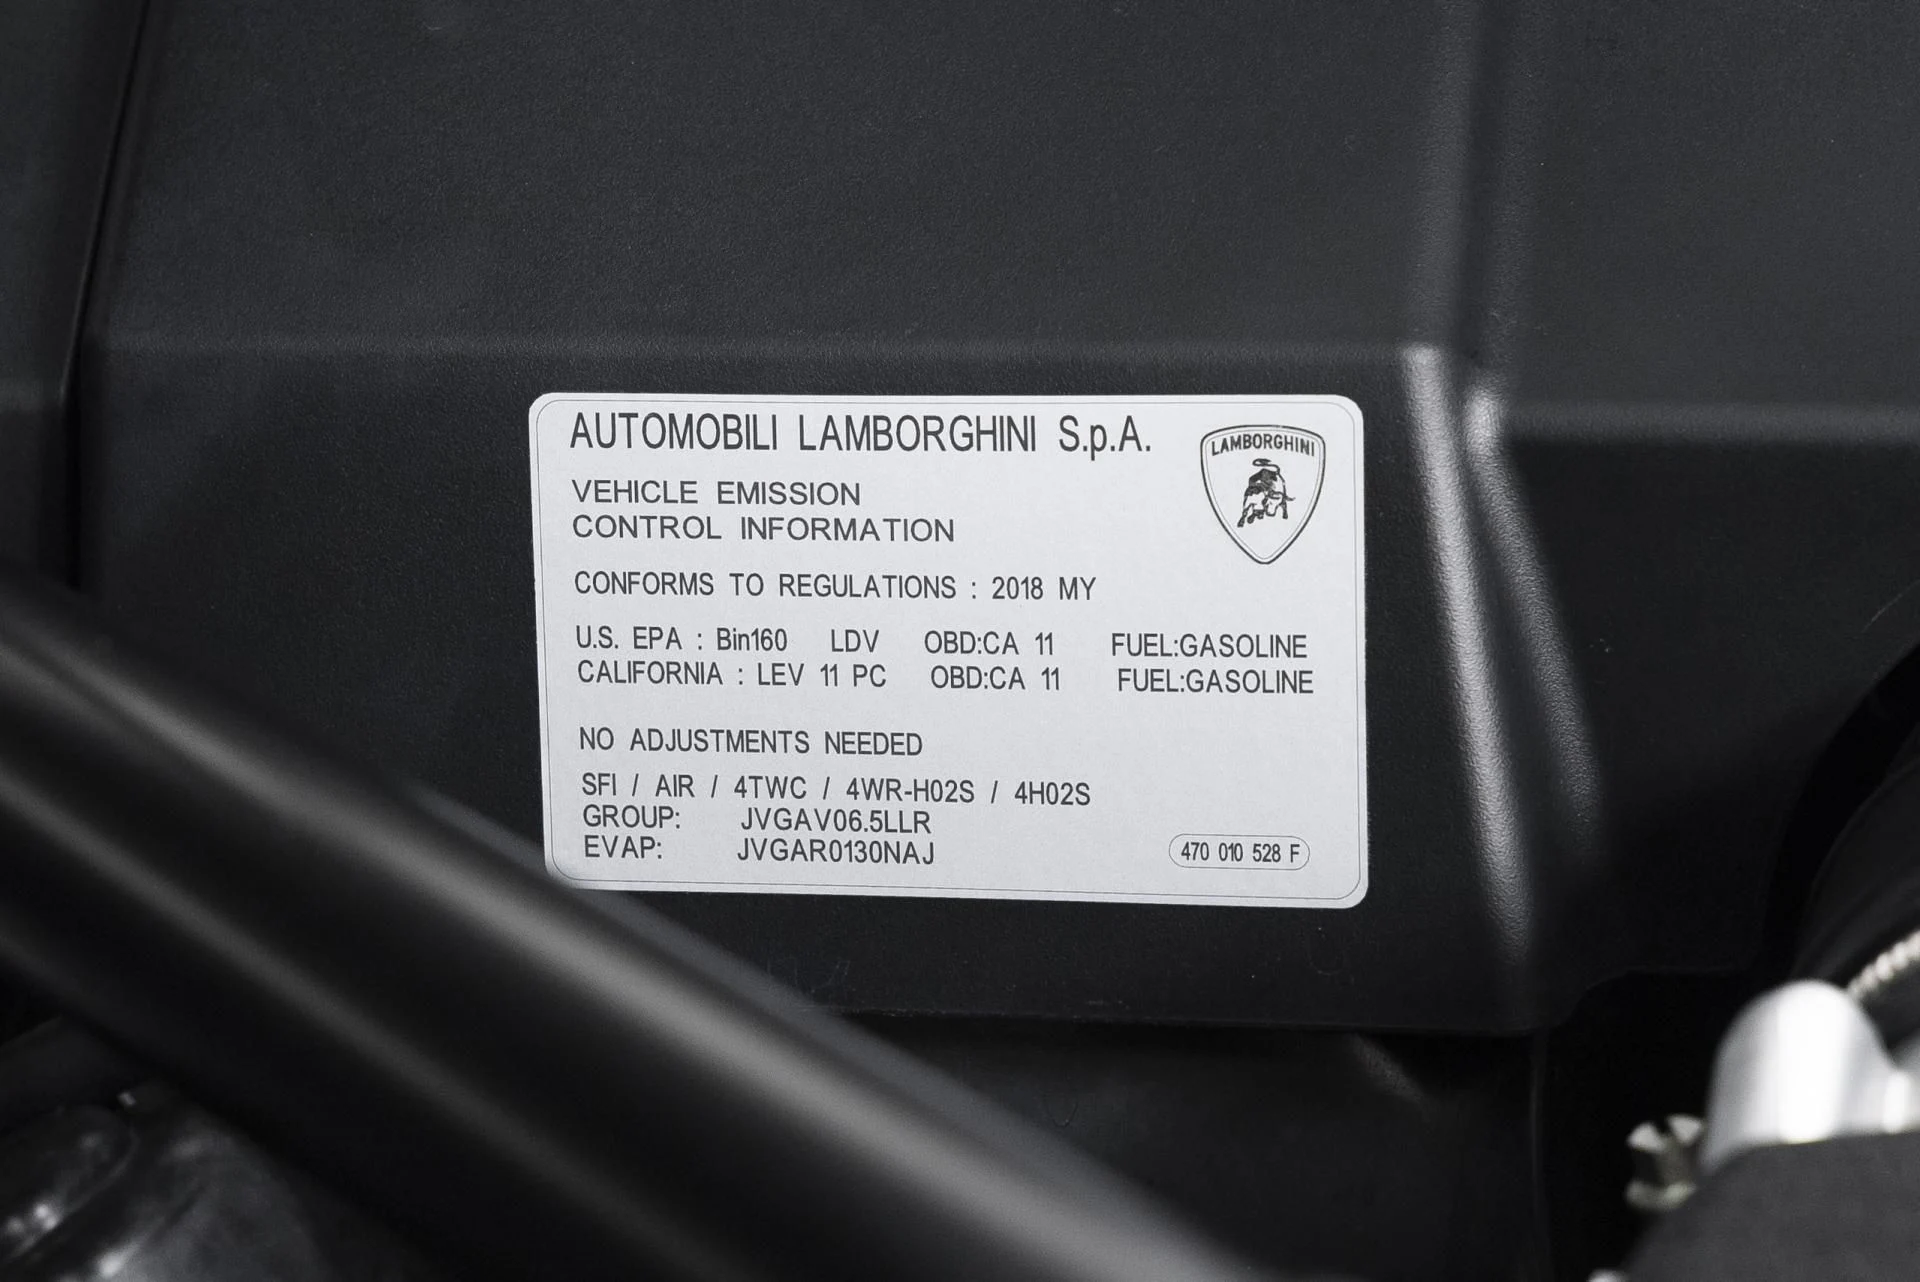 AUTOMOBILI LAMBORGHINI S.p.A.
LAMBORGHINI
VEHICLE EMISSION
CONTROL INFORMATION
CONFORMS TO REGULATIONS : 2018 MY
U.S. EPA : Bin160 LDV OBD:CA 11 FUEL:GASOLINE
CALIFORNIA : LEV 11 PC OBD:CA 11 FUEL:GASOLINE
NO ADJUSTMENTS NEEDED
SFI / AIR / 4TWC / 4WR-H02S / 4H02S
GROUP: JVGAV06.5LLR
EVAP: JVGAR0130NAJ
470 010 528 F